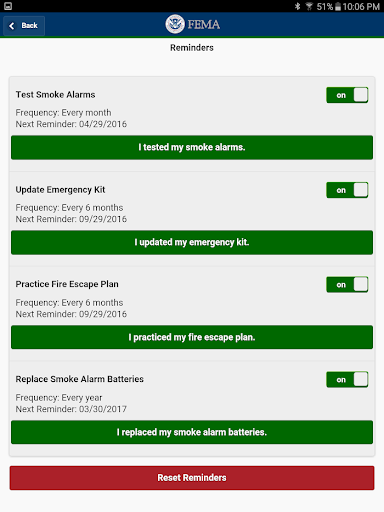 51% 10:06 PM
Back
FEMA
Reminders
Test Smoke Alarms
on
Frequency: Every month
Next Reminder: 04/29/2016
I tested my smoke alarms.
Update Emergency Kit
on
Frequency: Every 6 months
Next Reminder: 09/29/2016
I updated my emergency kit.
Practice Fire Escape Plan
on
Frequency: Every 6 months
Next Reminder: 09/29/2016
I practiced my fire escape plan.
Replace Smoke Alarm Batteries
on
Frequency: Every year
Next Reminder: 03/30/2017
I replaced my smoke alarm batteries.
Reset Reminders